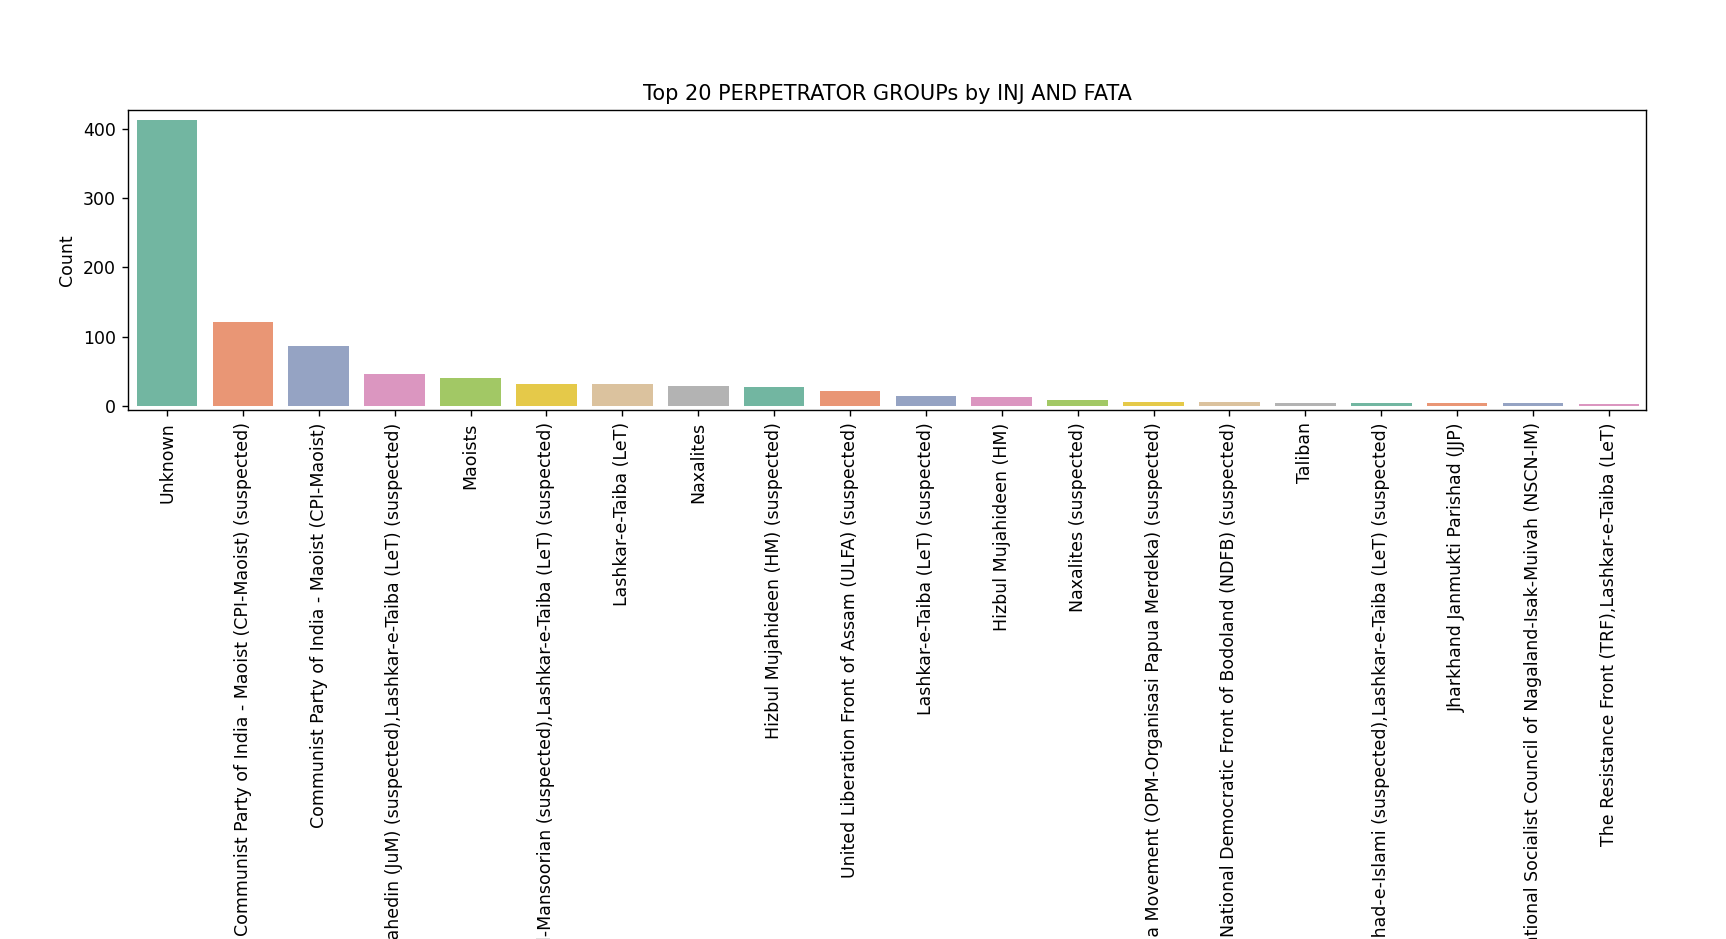 Top 20 PERPETRATOR GROUPs by INJ AND FATA
Count
400
300
200
100
0
Unknown
Communist Party of India - Maoist (CPI-Maoist) (suspected)
Communist Party of India - Maoist (CPI-Maoist)
ahedin (JuM) (suspected),Lashkar-e-Taiba (LeT) (suspected)
Maoists
l-Mansoorian (suspected),Lashkar-e-Taiba (LeT) (suspected)
Lashkar-e-Taiba (LeT)
Naxalites
Hizbul Mujahideen (HM) (suspected)
United Liberation Front of Assam (ULFA) (suspected)
Lashkar-e-Taiba (LeT) (suspected)
Hizbul Mujahideen (HM)
Naxalites (suspected)
a Movement (OPM-Organisasi Papua Merdeka) (suspected)
National Democratic Front of Bodoland (NDFB) (suspected)
Taliban
had-e-Islami (suspected),Lashkar-e-Taiba (LeT) (suspected)
Jharkhand Janmukti Parishad (JJP)
tional Socialist Council of Nagaland-Isak-Muivah (NSCN-IM)
The Resistance Front (TRF),Lashkar-e-Taiba (LeT)